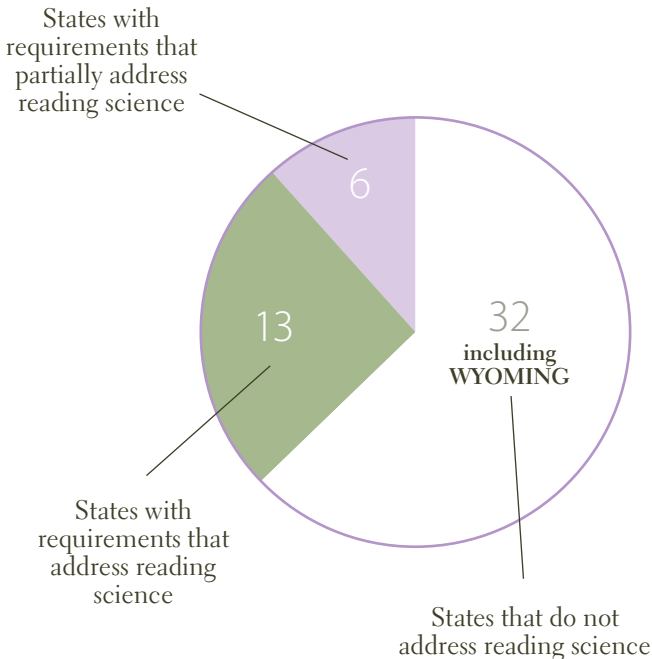 States with
requirements that
partially address
reading science
6
13
32
including
WYOMING
States with
requirements that
address reading
science
States that do not
address reading science